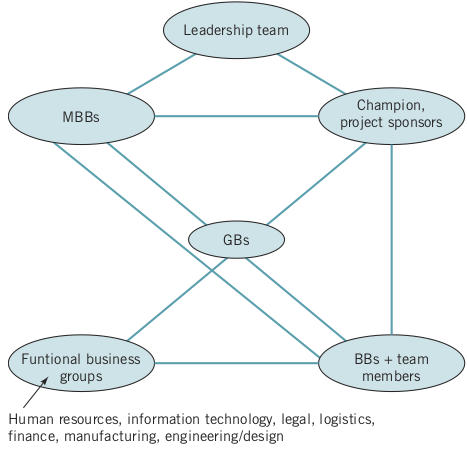 Leadership team
MBBs
Champion,
project sponsors
GBs
Funtional business
groups
BBs + team
members
Human resources, information technology, legal, logistics,
finance, manufacturing, engineering/design